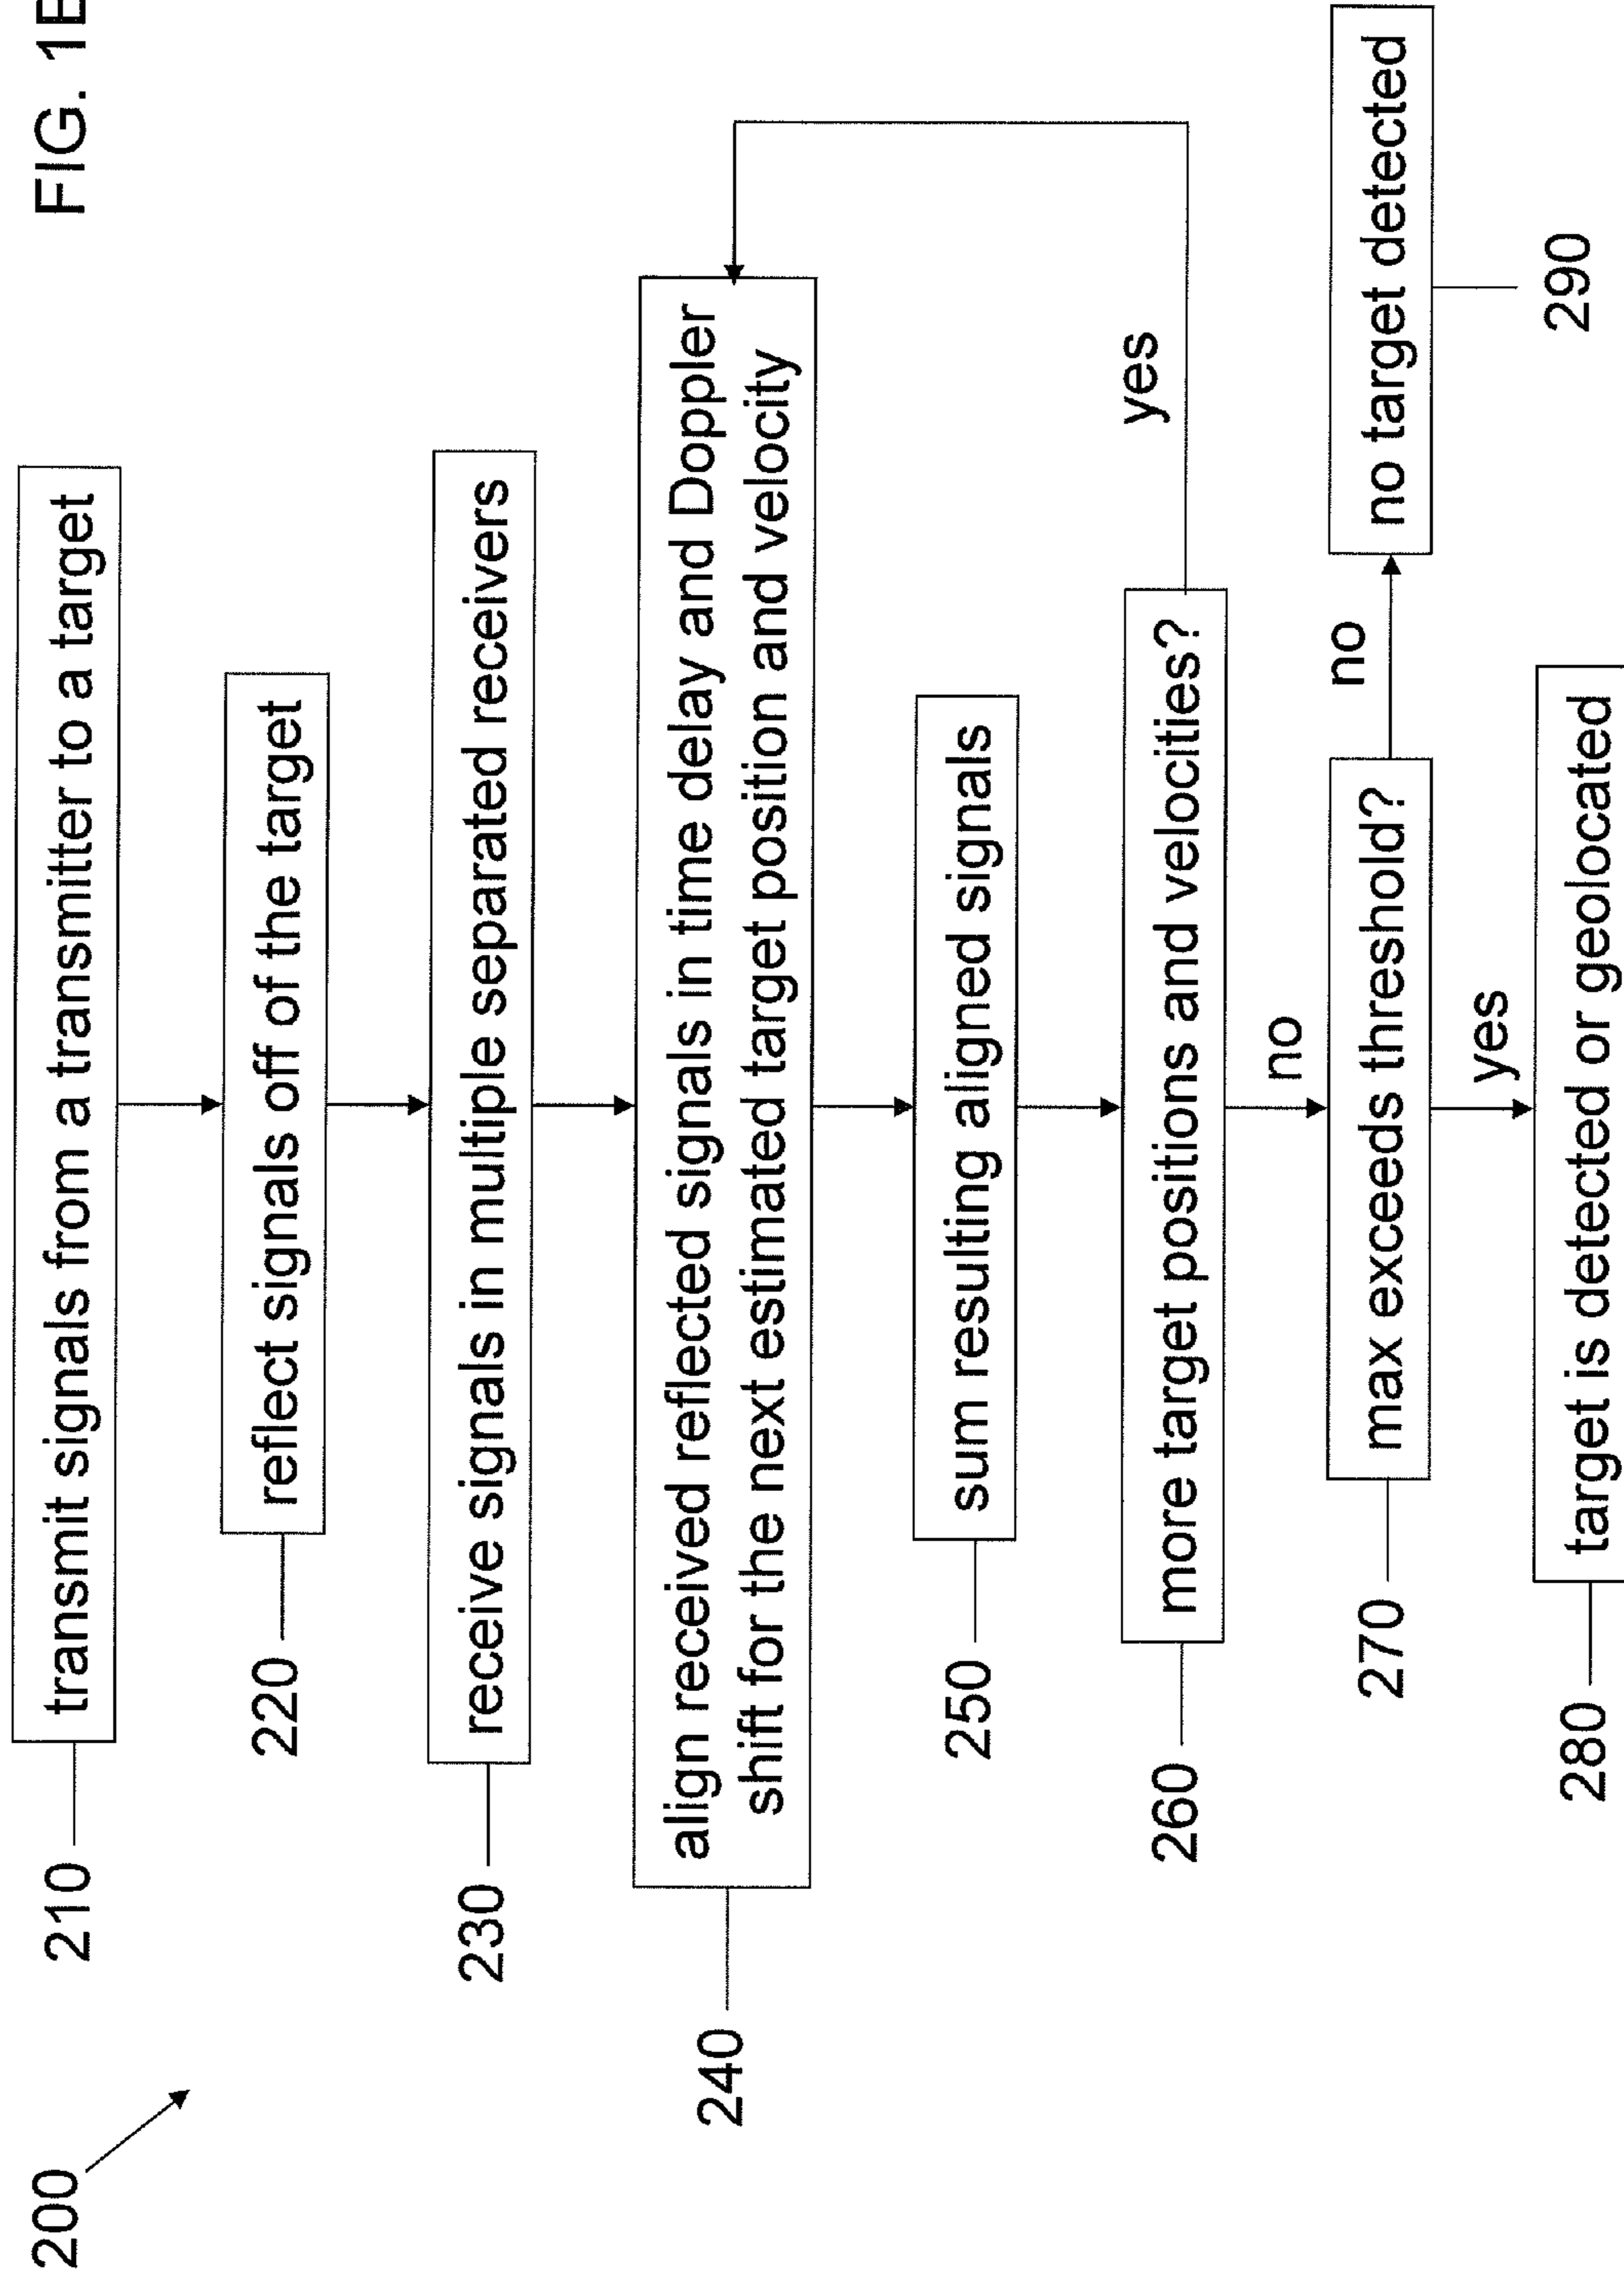 FIG. 1B
200
210
transmit signals from a transmitter to a target
220
reflect signals off of the target
230
receive signals in multiple separated receivers
240
align received reflected signals in time delay and Doppler
shift for the next estimated target position and velocity
250
sum resulting aligned signals
260
more target positions and velocities?
yes
no
270
max exceeds threshold?
no
no target detected
290
yes
280
target is detected or geolocated